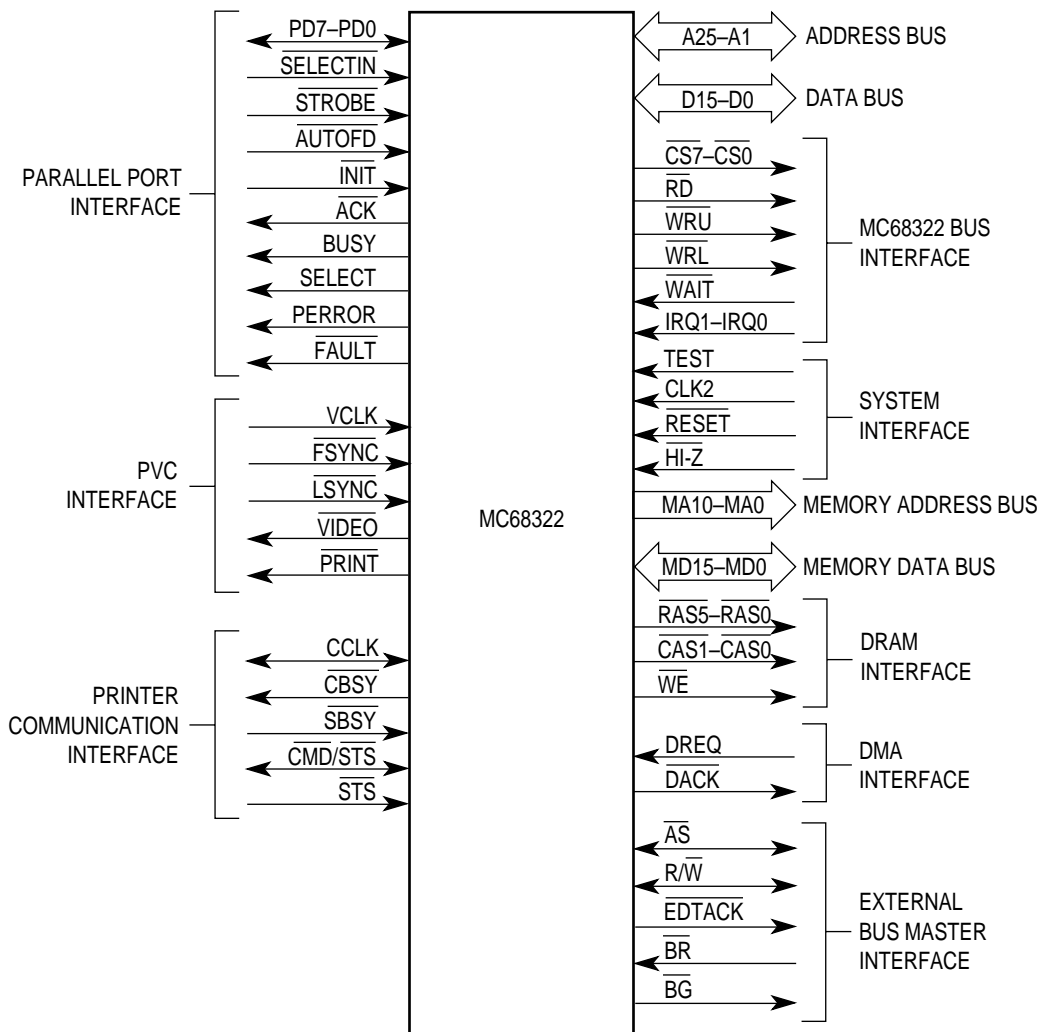 PD7–PD0
SELECTIN
STROBE
AUTOFD
INIT
ACK
BUSY
SELECT
PERROR
FAULT
PARALLEL PORT
INTERFACE
VCLK
FSYNC
LSYNC
VIDEO
PRINT
PVC
INTERFACE
CCLK
CBSY
SBSY
CMD/STS
STS
PRINTER
COMMUNICATION
INTERFACE
MC68322
A25–A1
ADDRESS BUS
D15–D0
DATA BUS
CS7–CS0
RD
WRU
WRL
WAIT
IRQ1–IRQ0
MC68322 BUS
INTERFACE
TEST
CLK2
RESET
HI-Z
SYSTEM
INTERFACE
MA10–MA0
MEMORY ADDRESS BUS
MD15–MD0
MEMORY DATA BUS
RAS5–RAS0
CAS1–CAS0
WE
DRAM
INTERFACE
DREQ
DACK
DMA
INTERFACE
AS
R/W
EDTACK
BR
BG
EXTERNAL
BUS MASTER
INTERFACE